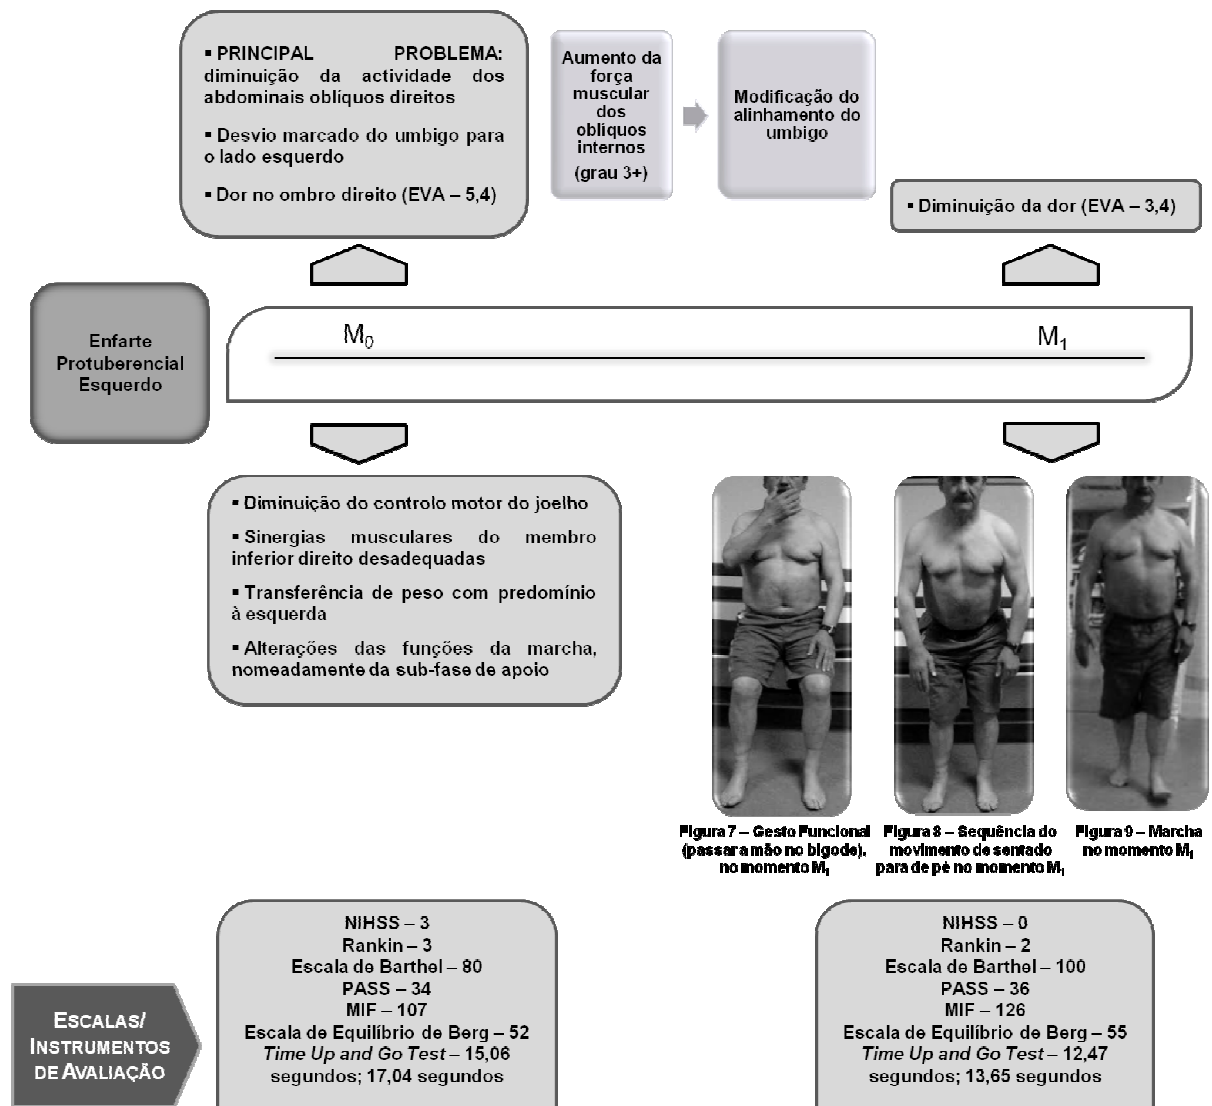 ▪ PRINCIPAL PROBLEMA:
diminuição da actividade dos
abdominais oblíquos direitos
▪ Desvio marcado do umbigo para
o lado esquerdo
▪ Dor no ombro direito (EVA – 5,4)
Aumento da
força
muscular
dos
oblíquos
internos
(grau 3+)
Modificação do
alinhamento do
umbigo
▪ Diminuição da dor (EVA – 3,4)
Enfarte
Protuberencial
Esquerdo
M₀
M₁
▪ Diminuição do controlo motor do joelho
▪ Sinergias musculares do membro
inferior direito desadequadas
▪ Transferência de peso com predomínio
à esquerda
▪ Alterações das funções da marcha,
nomeadamente da sub-fase de apoio
Figura 7 – Gesto Funcional
(passar a mão no bigode),
no momento M₁
Figura 8 – Sequência do
movimento de sentado
para de pé no momento M₁
Figura 9 – Marcha
no momento M₁
ESCALAS/
INSTRUMENTOS
DE AVALIAÇÃO
NIHSS – 3
Rankin – 3
Escala de Barthel – 80
PASS – 34
MIF – 107
Escala de Equilíbrio de Berg – 52
Time Up and Go Test – 15,06
segundos; 17,04 segundos
NIHSS – 0
Rankin – 2
Escala de Barthel – 100
PASS – 36
MIF – 126
Escala de Equilíbrio de Berg – 55
Time Up and Go Test – 12,47
segundos; 13,65 segundos